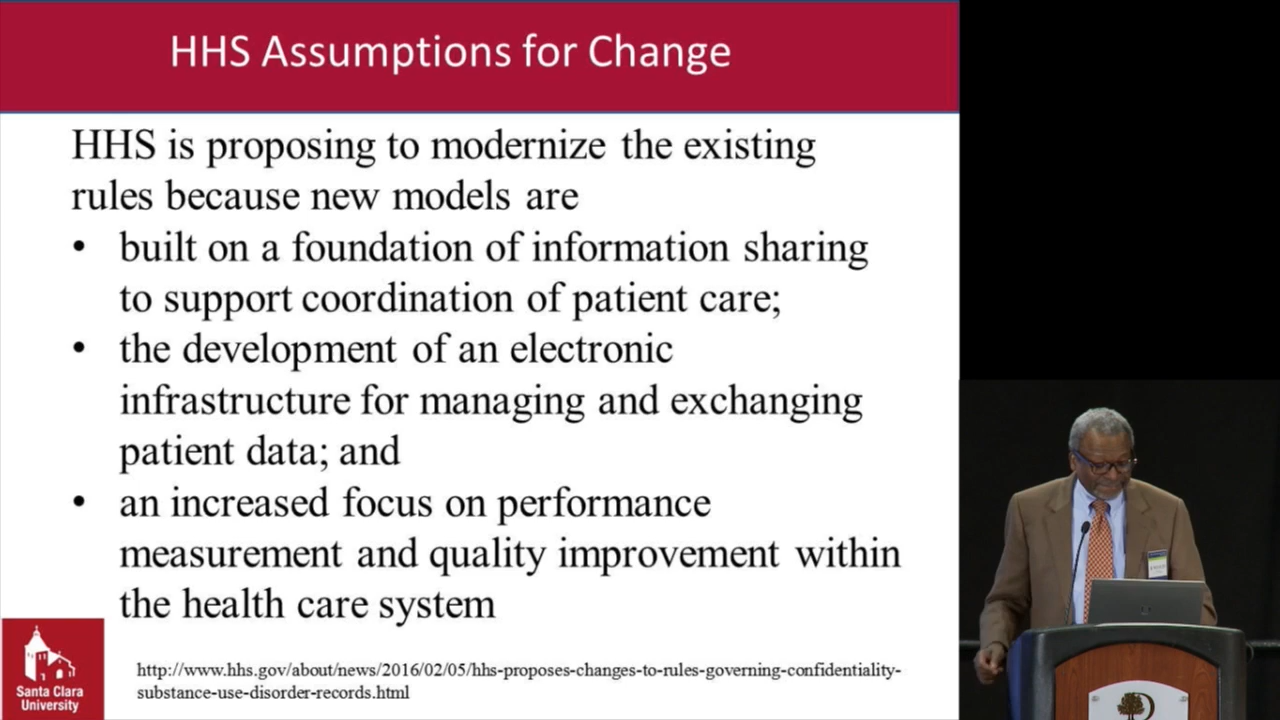 HHS Assumptions for Change
HHS is proposing to modernize the existing
rules because new models are
• built on a foundation of information sharing
to support coordination of patient care;
• the development of an electronic
infrastructure for managing and exchanging
patient data; and
• an increased focus on performance
measurement and quality improvement within
the health care system
http://www.hhs.gov/about/news/2016/02/05/hhs-proposes-changes-to-rules-governing-confidentiality-
substance-use-disorder-records.html
Santa Clara
University
D